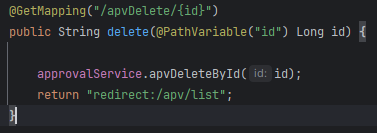 @GetMapping("/apvDelete/{id}")
public String delete(@PathVariable("id") Long id) {
approvalService.apvDeleteById( id: id);
return "redirect:/apv/list";
}